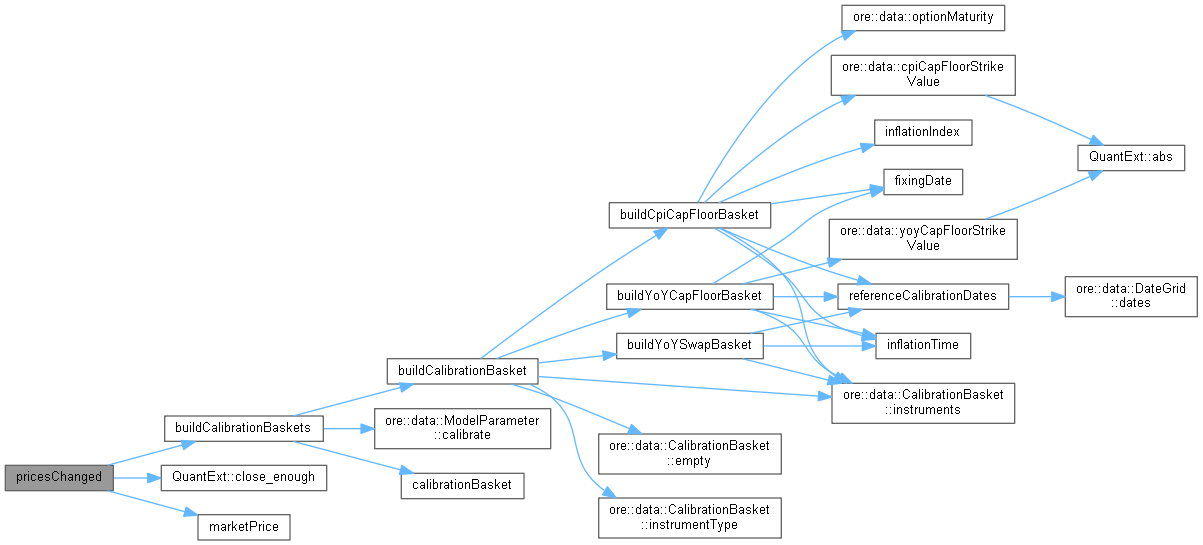 pricesChanged
buildCalibrationBaskets
QuantExt::close_enough
marketPrice
buildCalibrationBasket
ore::data::ModelParameter
::calibrate
calibrationBasket
buildCpiCapFloorBasket
buildYoYCapFloorBasket
buildYoYSwapBasket
ore::data::CalibrationBasket
::empty
ore::data::CalibrationBasket
::instrumentType
ore::data::optionMaturity
ore::data::cpiCapFloorStrike
Value
inflationIndex
fixingDate
ore::data::yoyCapFloorStrike
Value
referenceCalibrationDates
inflationTime
ore::data::CalibrationBasket
::instruments
QuantExt::abs
ore::data::DateGrid
::dates